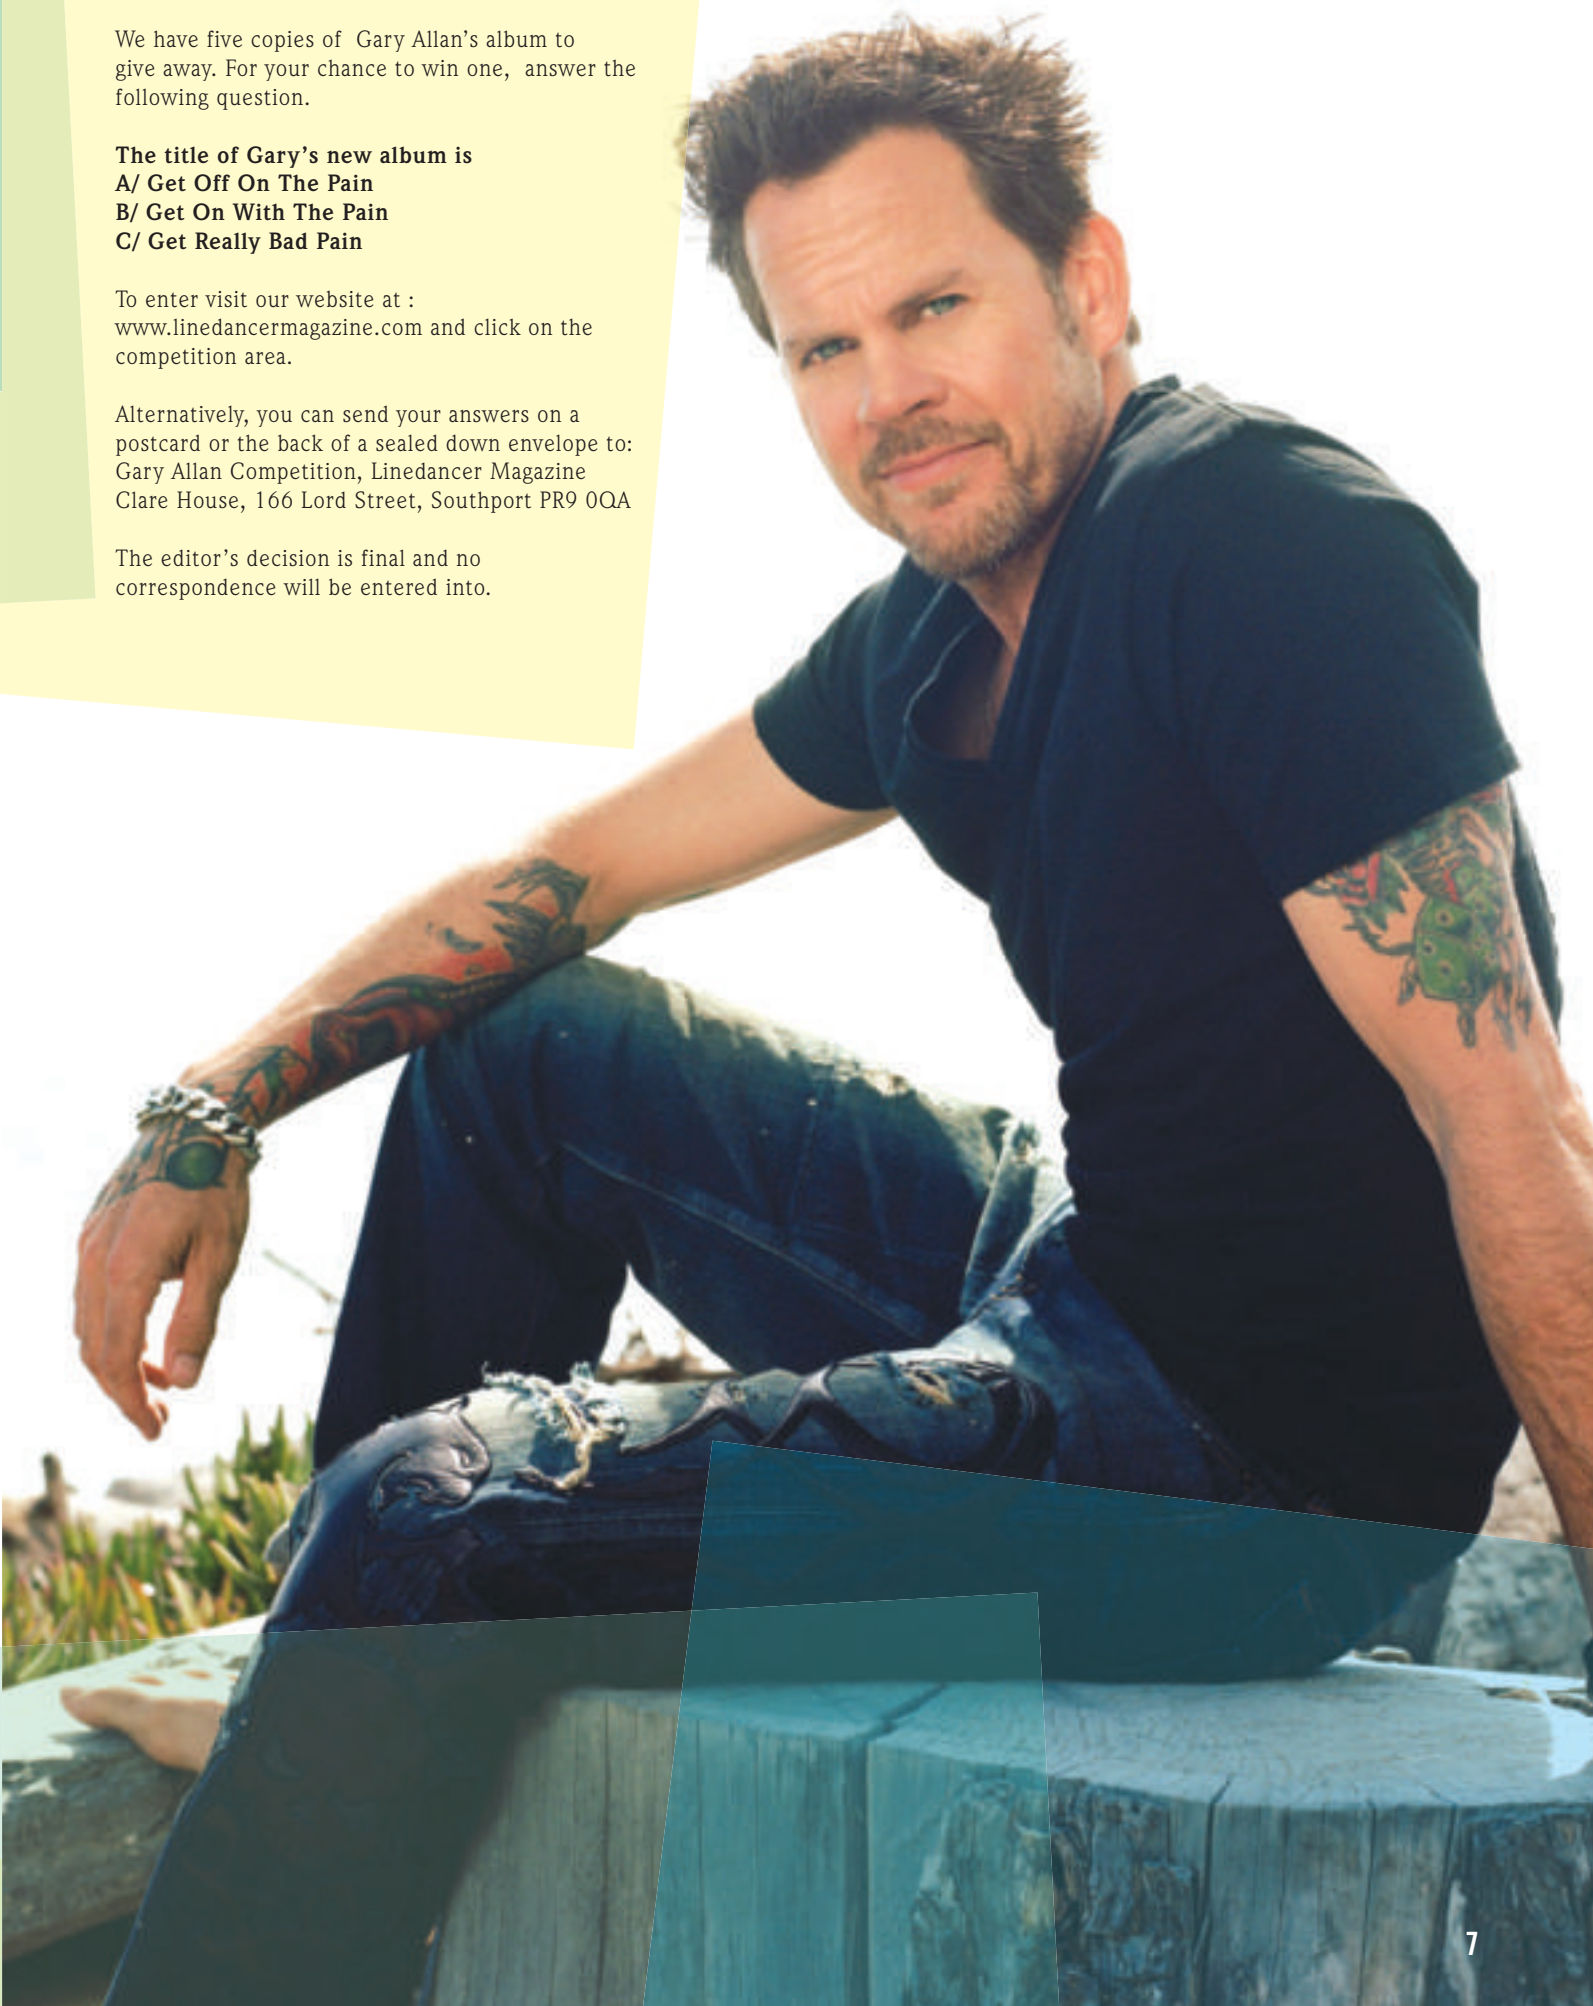 We have five copies of Gary Allan's album to
give away. For your chance to win one, answer the
following question.
The title of Gary's new album is
A/ Get Off On The Pain
B/ Get On With The Pain
C/ Get Really Bad Pain
To enter visit our website at :
www.linedancermagazine.com and click on the
competition area.
Alternatively, you can send your answers on a
postcard or the back of a sealed down envelope to:
Gary Allan Competition, Linedancer Magazine
Clare House, 166 Lord Street, Southport PR9 0QA
The editor's decision is final and no
correspondence will be entered into.
7